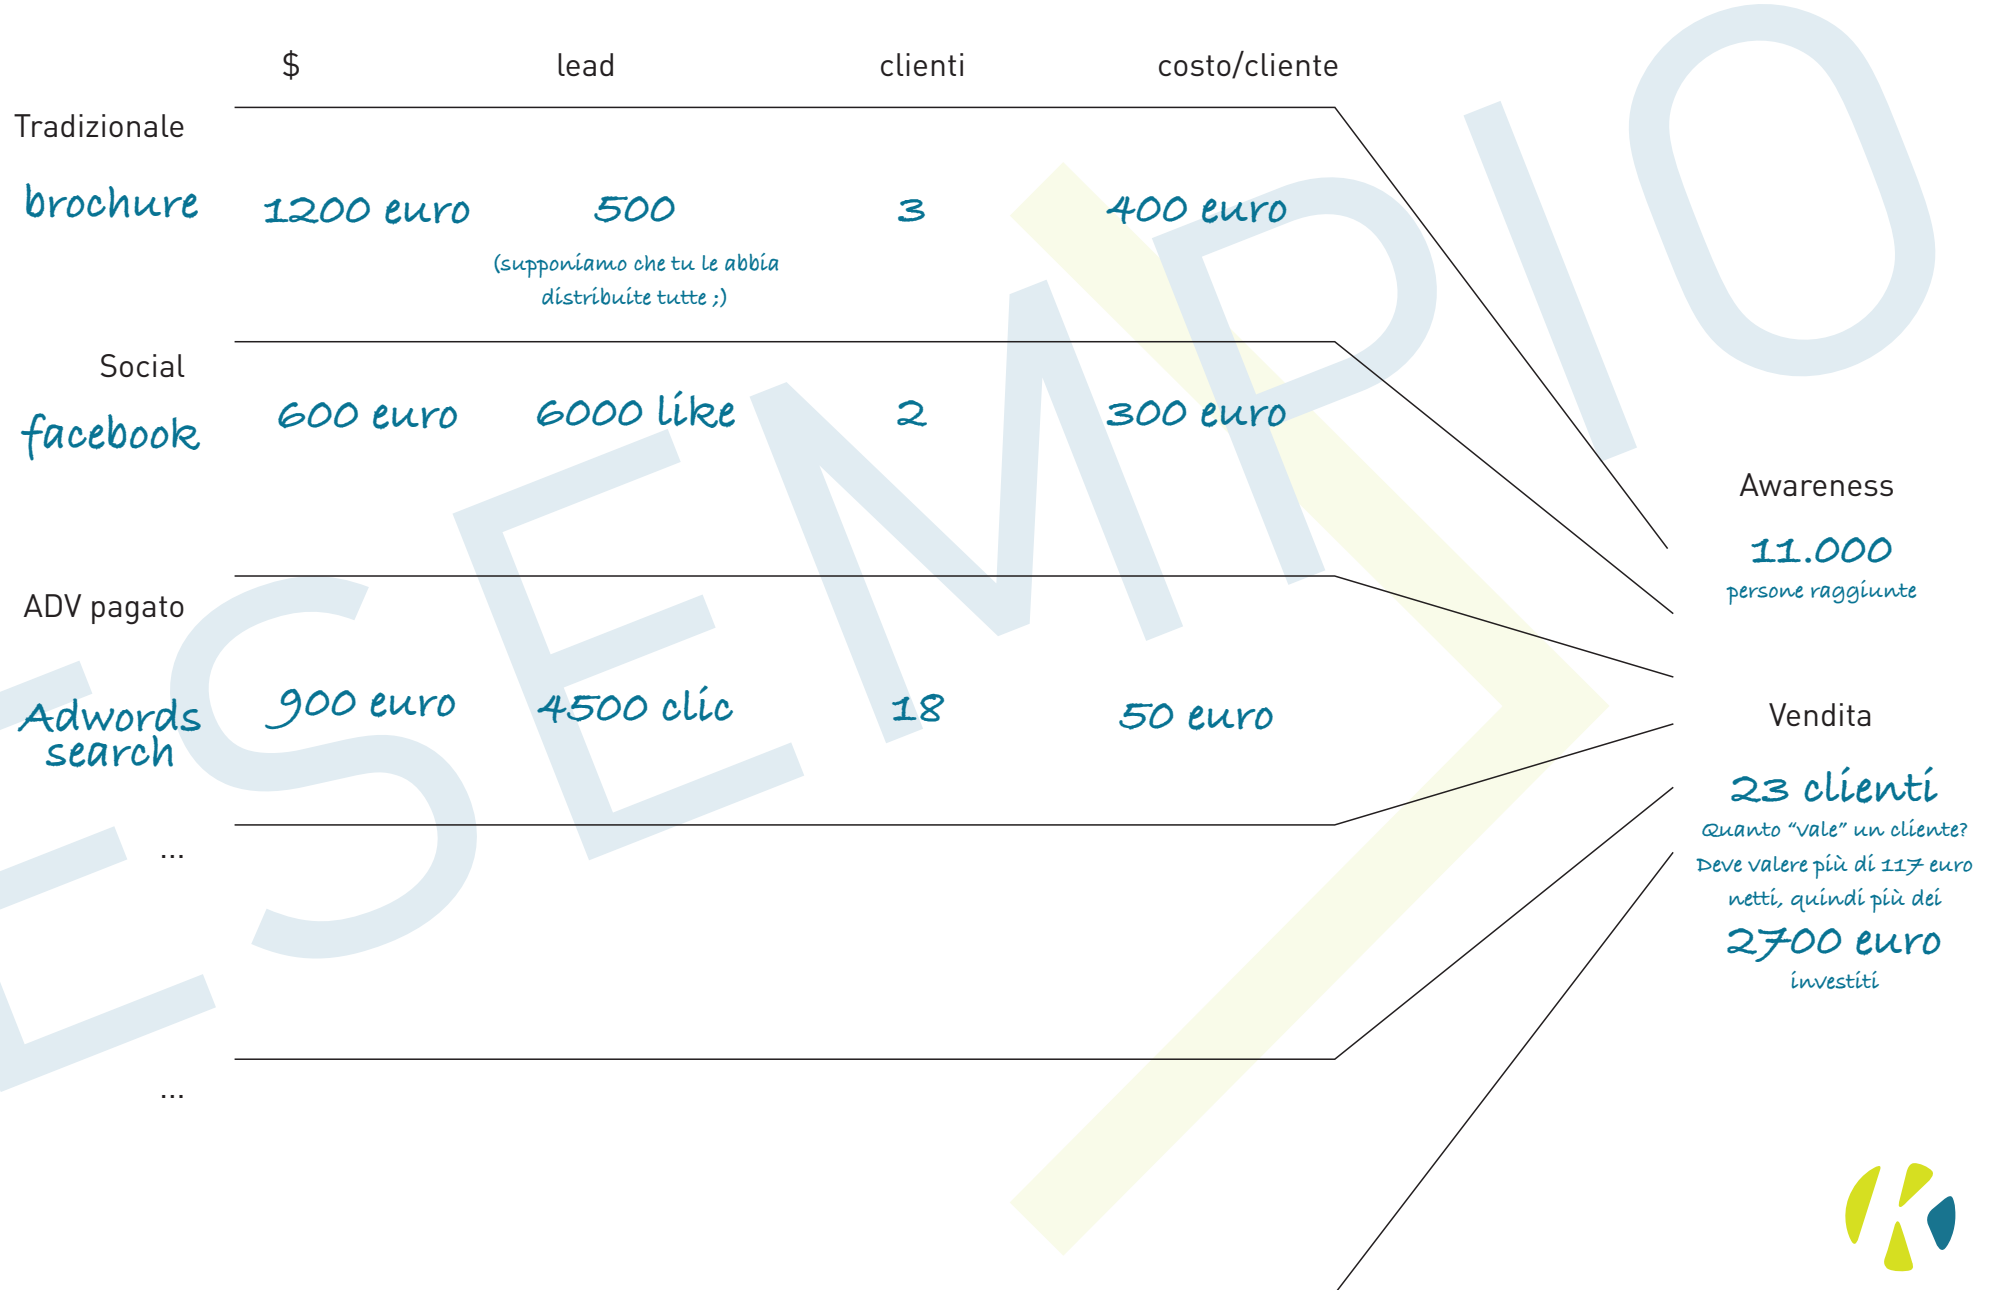 $ lead clienti costo/cliente
Tradizionale
brochure 1200 euro 500 3 400 euro
(supponiamo che tu le abbia
distribuite tutte ;)
Social
facebook 600 euro 6000 like 2 300 euro
ADV pagato
Adwords
search
900 euro 4500 clic 18 50 euro
...
...
Awareness
11.000
persone raggiunte
Vendita
23 clienti
Quanto “vale” un cliente?
Deve valere più di 117 euro
netti, quindi più dei
2700 euro
investiti
ESEMPIO
K